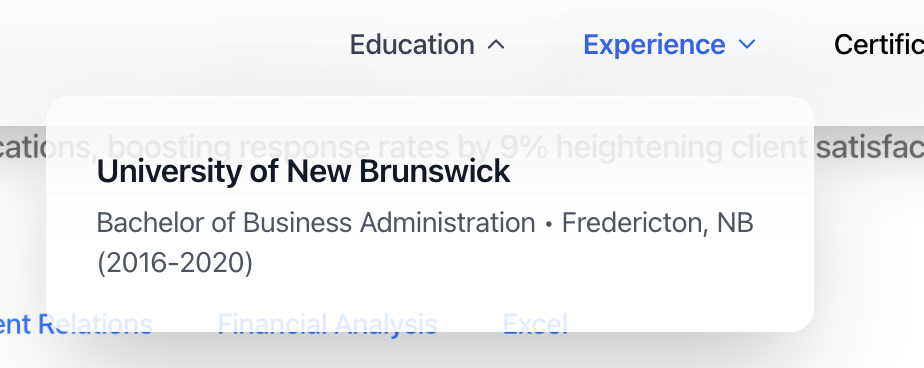 Education
Experience
Certific
cations, boosting response rates by 9% heightening client satisfac
University of New Brunswick
Bachelor of Business Administration • Fredericton, NB
(2016-2020)
ent Relations
Financial Analysis
Excel